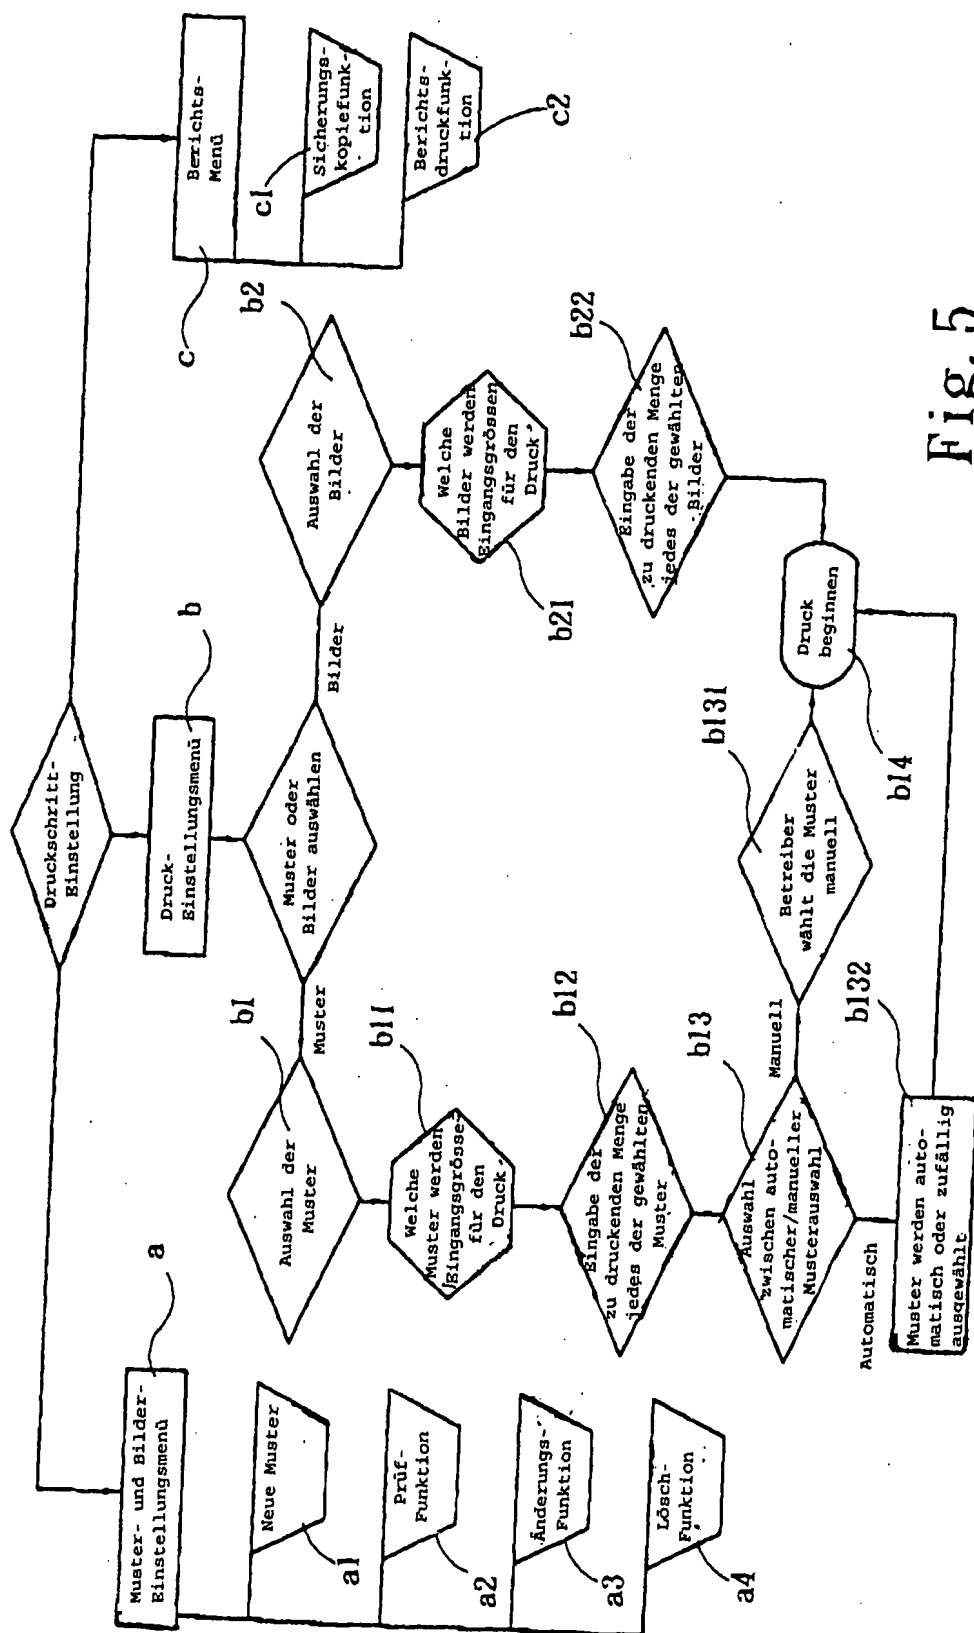 Druckschritt-
Einstellung
Muster- und Bilder-
Einstellungsmenü
a
Neue Muster
a1
Prüf-
Funktion
a2
Änderungs-
Funktion
a3
Lösch-
Funktion
a4
Druck-
Einstellungsmenü
b
Muster oder
Bilder auswählen
Muster
Bilder
Auswahl der
Muster
b1
Welche
Muster werden
Eingangsgrösse
für den
Druck
b11
Eingabe der
zu druckenden Menge
jedes der gewählten
Muster
b12
Auswahl
zwischen auto-
matischer/manueller
Musterauswahl
b13
Automatisch
Manuell
Muster werden auto-
matisch oder zufällig
ausgewählt
b132
Betreiber
wählt die Muster
manuell
b131
Druck
beginnen
b14
Auswahl der
Bilder
b2
Welche
Bilder werden
Eingangsgrössen
für den
Druck
b21
Eingabe der
zu druckenden Menge
jedes der gewählten
Bilder
b22
Berichts-
Menü
c
Sicherungs-
kopiefunk-
tion
c1
Berichts-
druckfunk-
tion
c2
Fig. 5